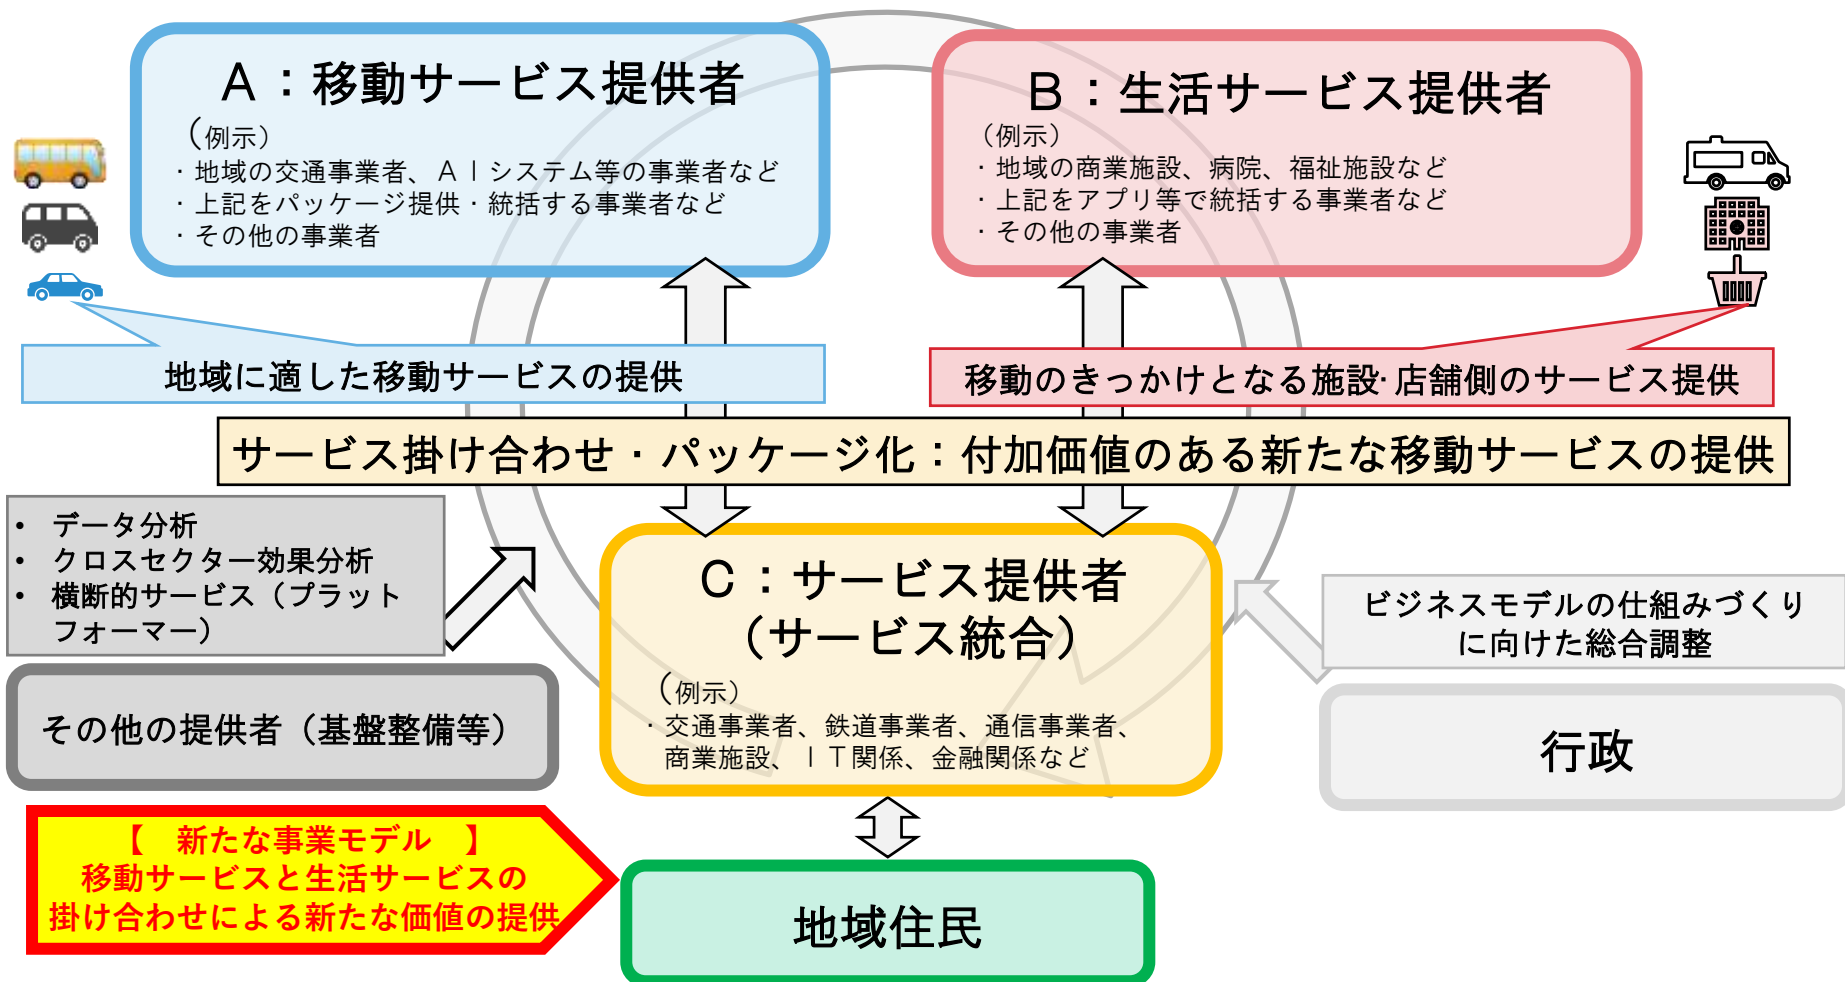 A：移動サービス提供者
（例示）
・地域の交通事業者、AIシステム等の事業者など
・上記をパッケージ提供・統括する事業者など
・その他の事業者
B：生活サービス提供者
（例示）
・地域の商業施設、病院、福祉施設など
・上記をアプリ等で統括する事業者など
・その他の事業者
地域に適した移動サービスの提供
移動のきっかけとなる施設・店舗側のサービス提供
サービス掛け合わせ・パッケージ化：付加価値のある新たな移動サービスの提供
• データ分析
• クロスセクター効果分析
• 横断的サービス（プラット
フォーマー）
その他の提供者（基盤整備等）
C：サービス提供者
（サービス統合）
（例示）
・交通事業者、鉄道事業者、通信事業者、
商業施設、IT関係、金融関係など
ビジネスモデルの仕組みづくり
に向けた総合調整
行政
【　新たな事業モデル　】
移動サービスと生活サービスの
掛け合わせによる新たな価値の提供
地域住民